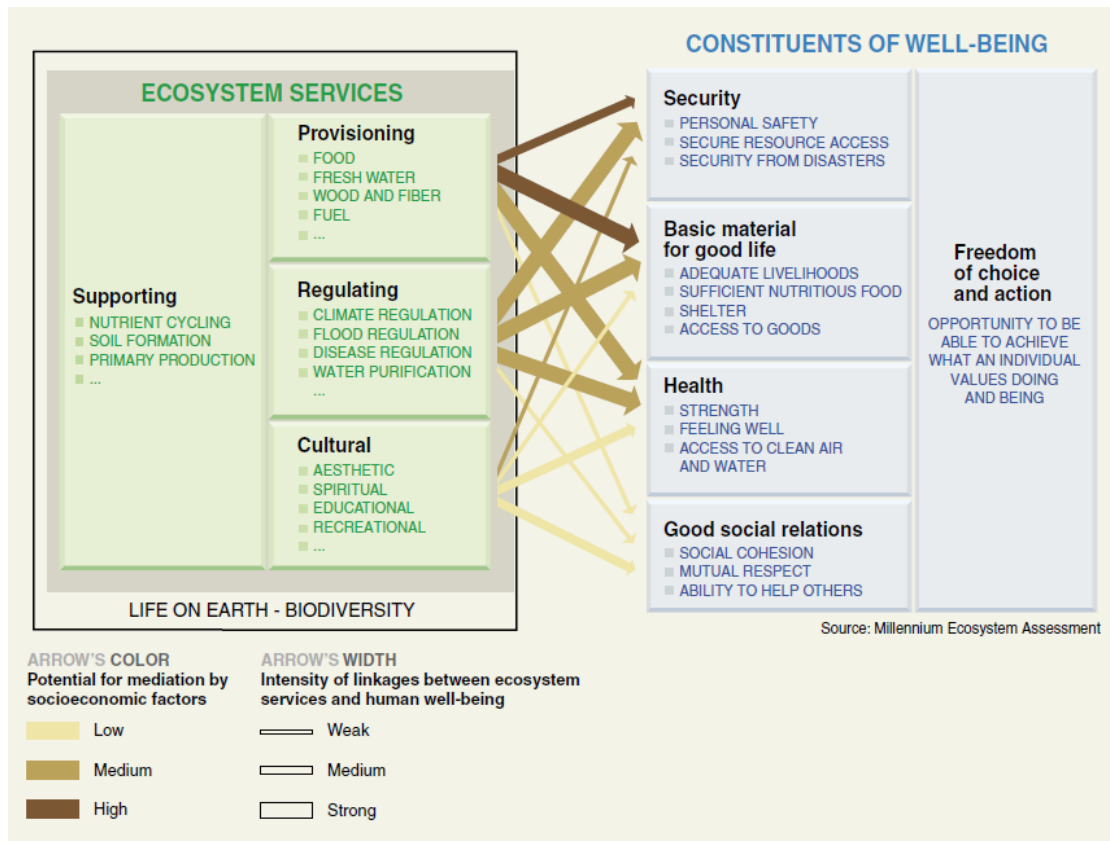 CONSTITUENTS OF WELL-BEING
ECOSYSTEM SERVICES
Supporting
NUTRIENT CYCLING
SOIL FORMATION
PRIMARY PRODUCTION
...
Provisioning
FOOD
FRESH WATER
WOOD AND FIBER
FUEL
...
Regulating
CLIMATE REGULATION
FLOOD REGULATION
DISEASE REGULATION
WATER PURIFICATION
...
Cultural
AESTHETIC
SPIRITUAL
EDUCATIONAL
RECREATIONAL
...
LIFE ON EARTH - BIODIVERSITY
Security
PERSONAL SAFETY
SECURE RESOURCE ACCESS
SECURITY FROM DISASTERS
Basic material
for good life
ADEQUATE LIVELIHOODS
SUFFICIENT NUTRITIOUS FOOD
SHELTER
ACCESS TO GOODS
Health
STRENGTH
FEELING WELL
ACCESS TO CLEAN AIR
AND WATER
Good social relations
SOCIAL COHESION
MUTUAL RESPECT
ABILITY TO HELP OTHERS
Freedom
of choice
and action
OPPORTUNITY TO BE
ABLE TO ACHIEVE
WHAT AN INDIVIDUAL
VALUES DOING
AND BEING
Source: Millennium Ecosystem Assessment
ARROW'S COLOR
Potential for mediation by
socioeconomic factors
Low
Medium
High
ARROW'S WIDTH
Intensity of linkages between ecosystem
services and human well-being
Weak
Medium
Strong